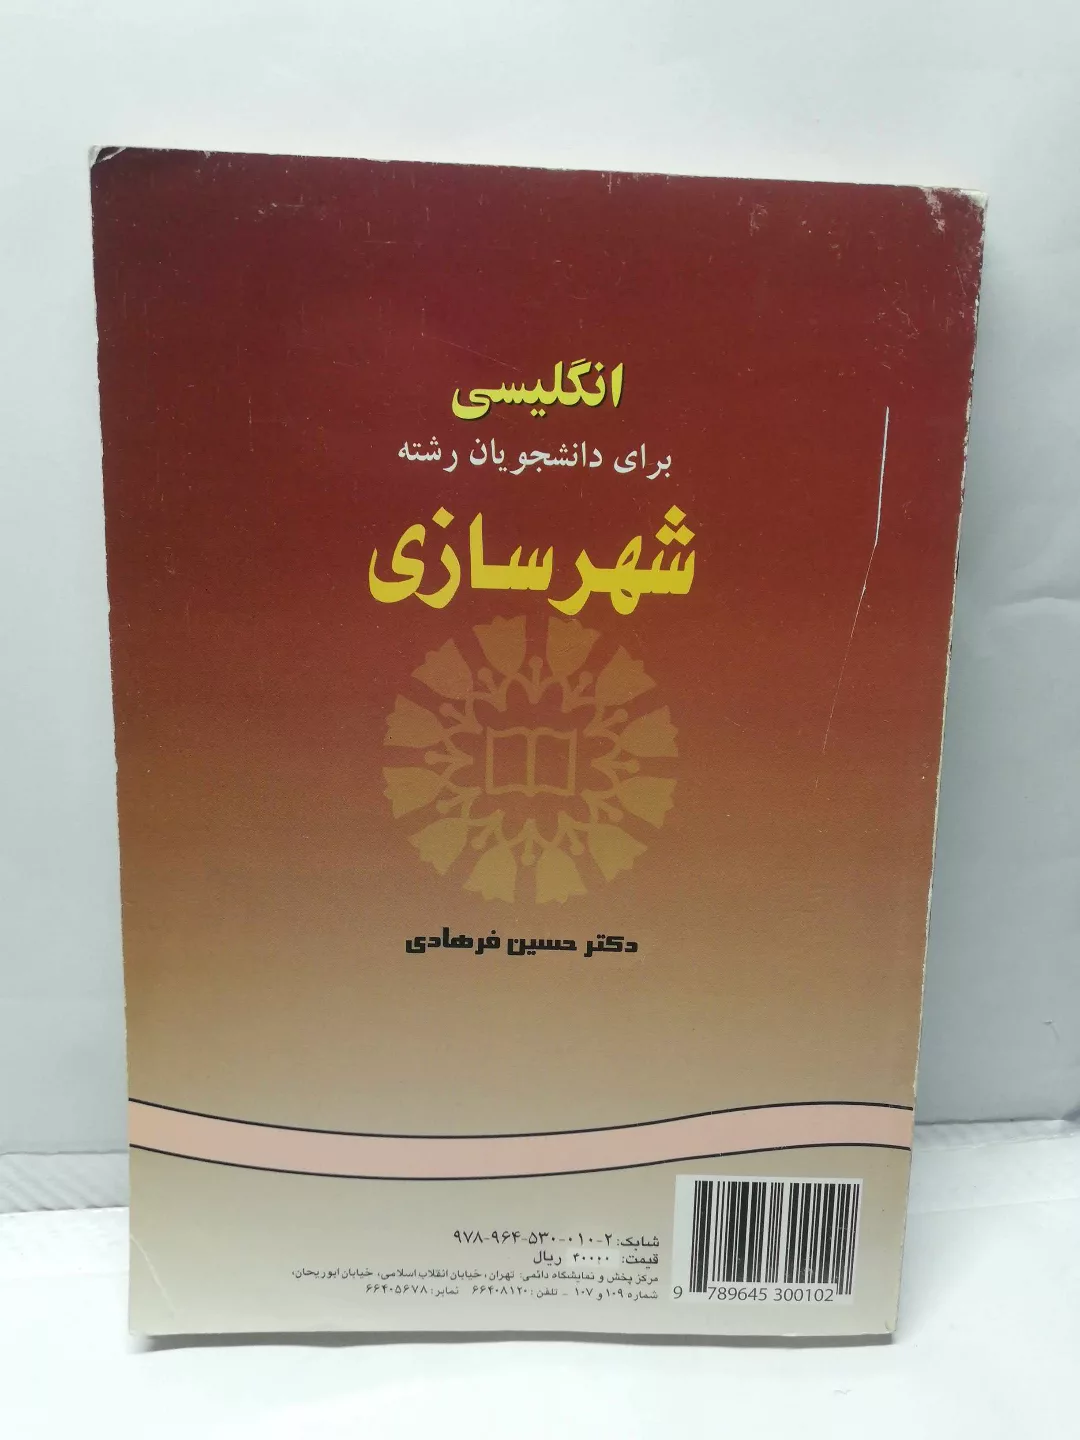 انگلیسی
برای دانشجویان رشته
شهرسازی
دکتر حسین فرهادی
شابک: ۲-۰۱۰-۵۳۰-۹۶۴-۹۷۸
قیمت: ریال
مرکز پخش و نمایشگاه دائمی: تهران، خیابان انقلاب اسلامی، خیابان ابوریحان،
شماره ۱۰۹ و ۱۰۷ - تلفن: ۶۶۴۰۸۱۲۰ نمابر: ۶۶۴۰۵۶۷۸
9 789645 300102